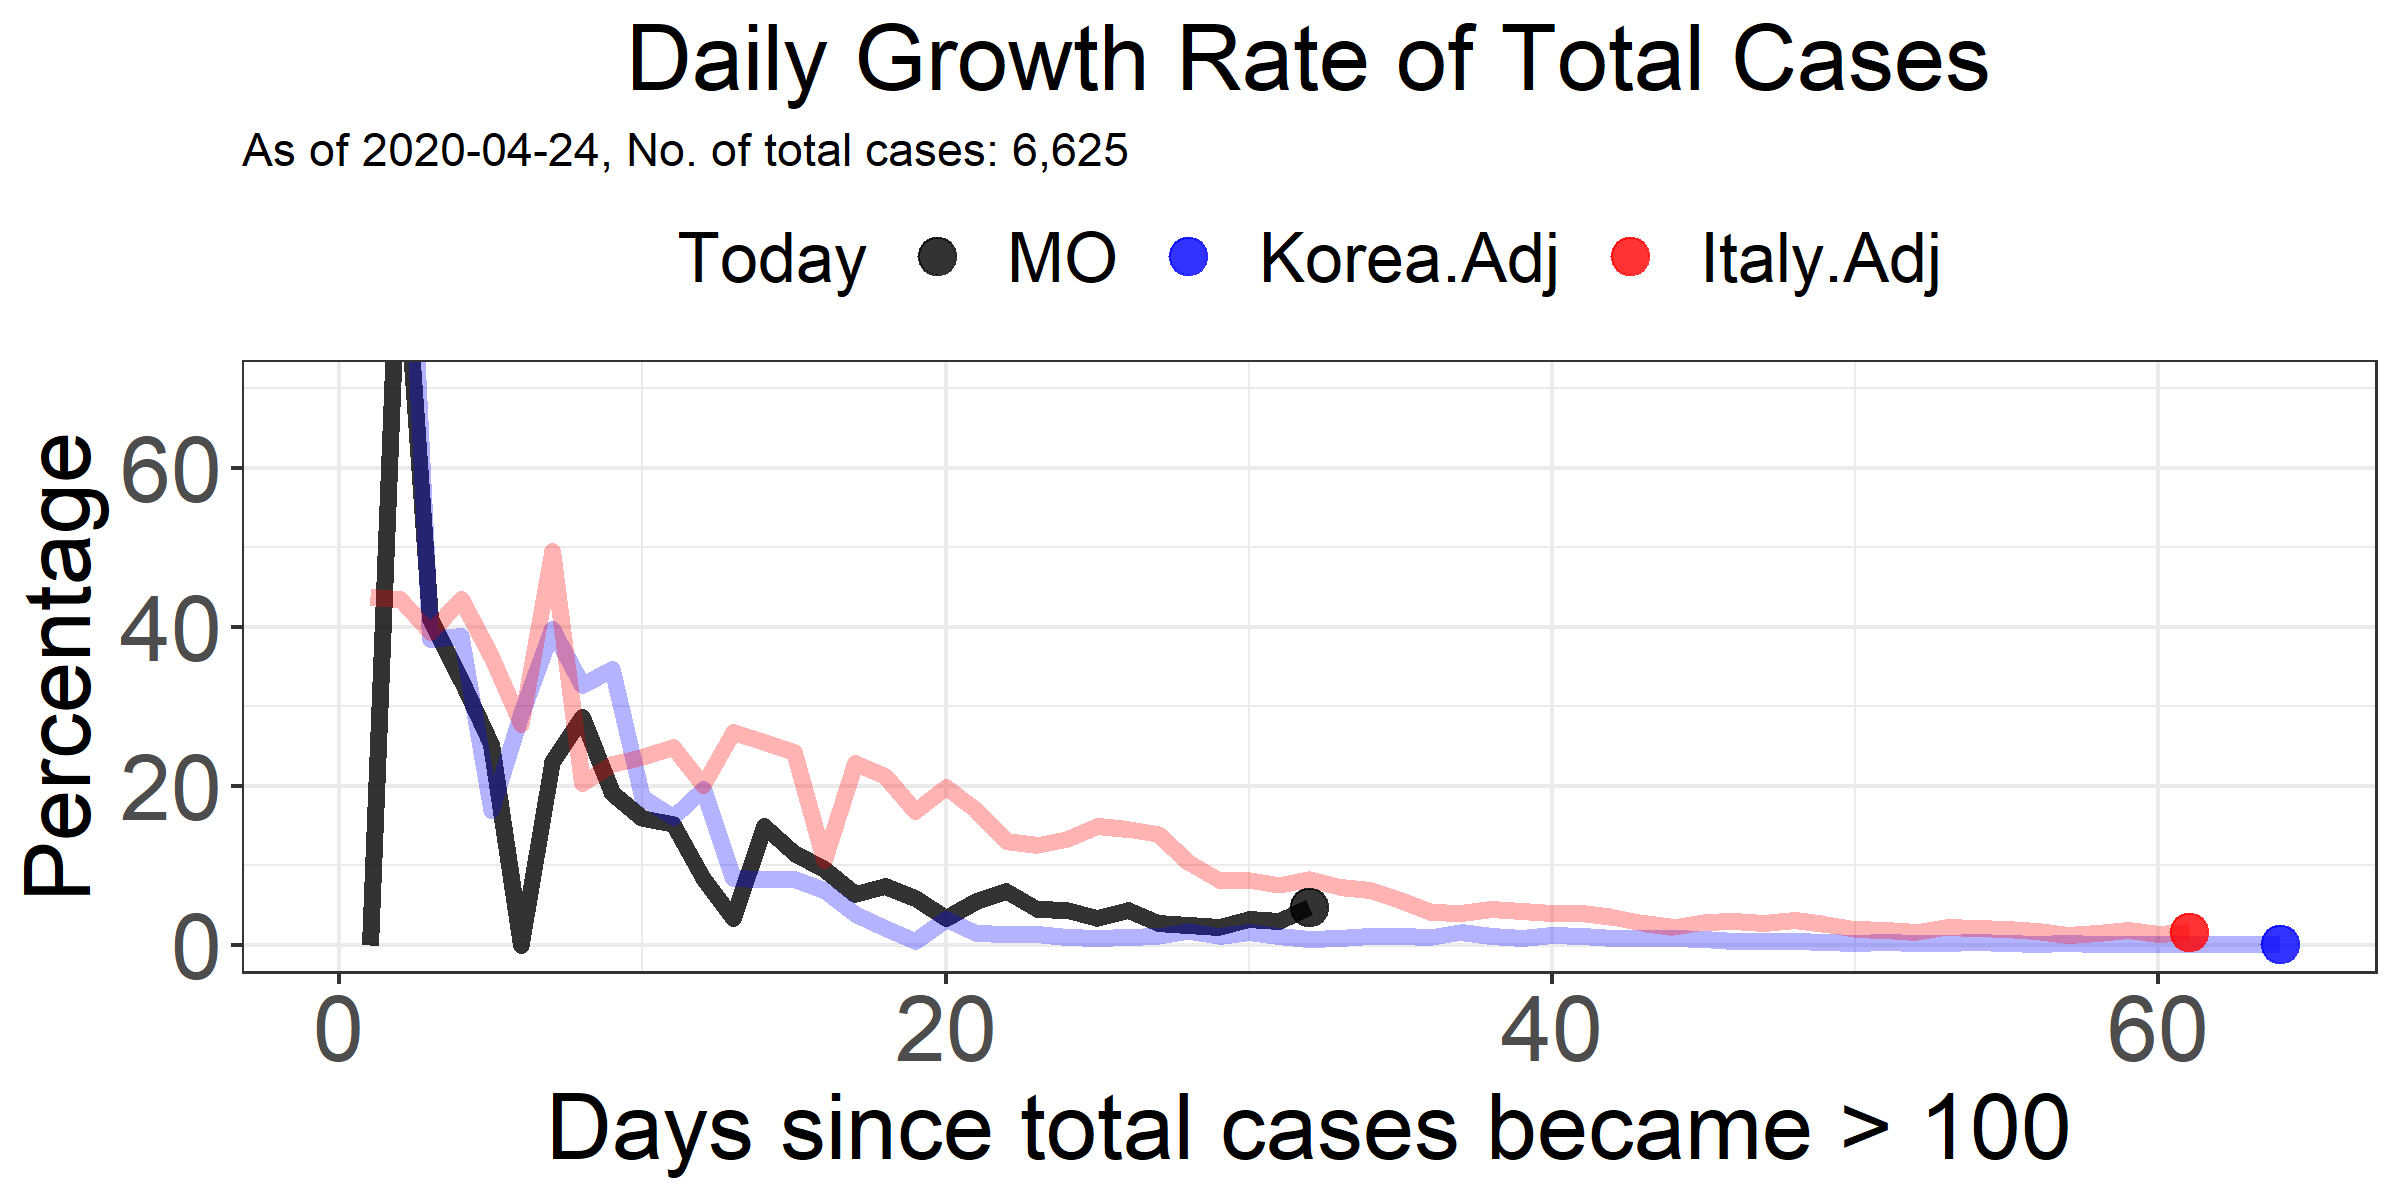 Daily Growth Rate of Total Cases
As of 2020-04-24, No. of total cases: 6,625
Today MO Korea.Adj Italy.Adj
Percentage
60
40
20
0
0 20 40 60
Days since total cases became > 100